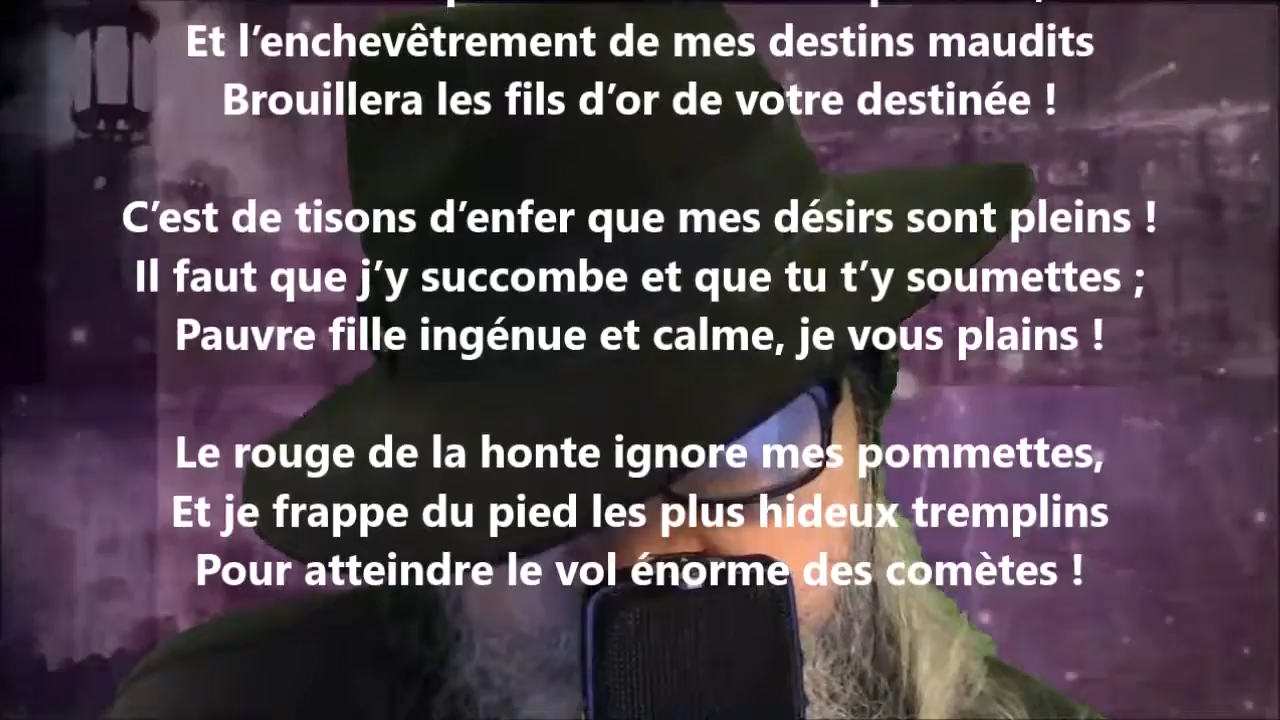 Et l’enchevêtrement de mes destins maudits
Brouillera les fils d’or de votre destinée !
C’est de tisons d’enfer que mes désirs sont pleins !
Il faut que j’y succombe et que tu t’y soumettes ;
Pauvre fille ingénue et calme, je vous plains !
Le rouge de la honte ignore mes pommettes,
Et je frappe du pied les plus hideux tremplins
Pour atteindre le vol énorme des comètes !